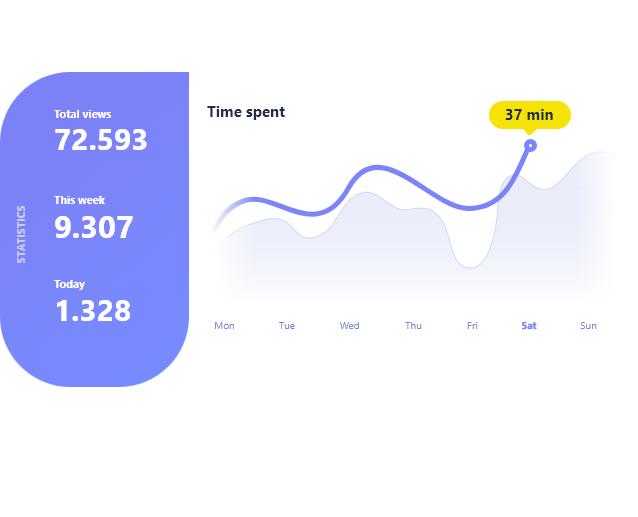 STATISTICS
Total views
72.593
This week
9.307
Today
1.328
Time spent
37 min
Mon Tue Wed Thu Fri Sat Sun